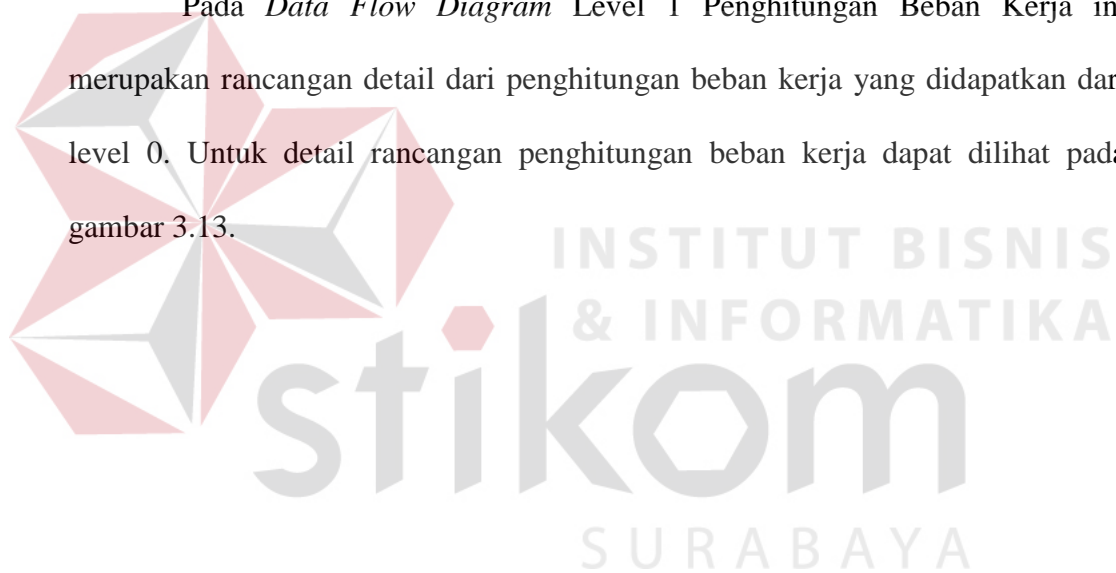 Pada Data Flow Diagram Level 1 Penghitungan Beban Kerja in
merupakan rancangan detail dari penghitungan beban kerja yang didapatkan dar
level 0. Untuk detail rancangan penghitungan beban kerja dapat dilihat pada
gambar 3.13.
INSTITUT BISNIS
& INFORMATIKA
stikom
SURABAYA